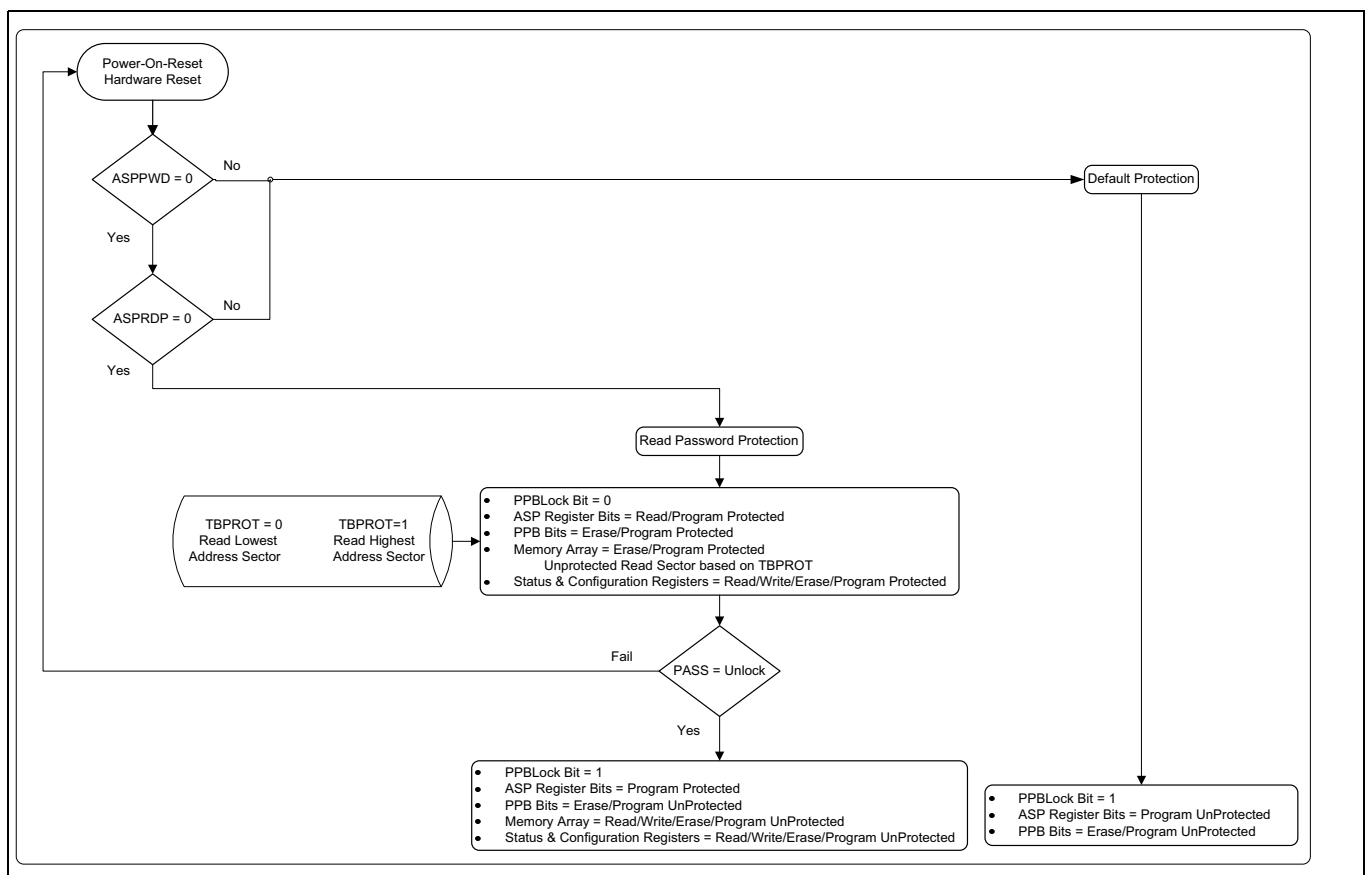 Power-On-Reset
Hardware Reset
No
ASPPWD = 0
Default Protection
Yes
No
ASPRDP = 0
Yes
Read Password Protection
TBPROT = 0
Read Lowest
Address Sector
TBPROT=1
Read Highest
Address Sector
• PPBLock Bit = 0
• ASP Register Bits = Read/Program Protected
• PPB Bits = Erase/Program Protected
• Memory Array = Erase/Program Protected
Unprotected Read Sector based on TBPROT
• Status & Configuration Registers = Read/Write/Erase/Program Protected
Fail
PASS = Unlock
Yes
• PPBLock Bit = 1
• ASP Register Bits = Program Protected
• PPB Bits = Erase/Program UnProtected
• Memory Array = Read/Write/Erase/Program UnProtected
• Status & Configuration Registers = Read/Write/Erase/Program UnProtected
• PPBLock Bit = 1
• ASP Register Bits = Program UnProtected
• PPB Bits = Erase/Program UnProtected